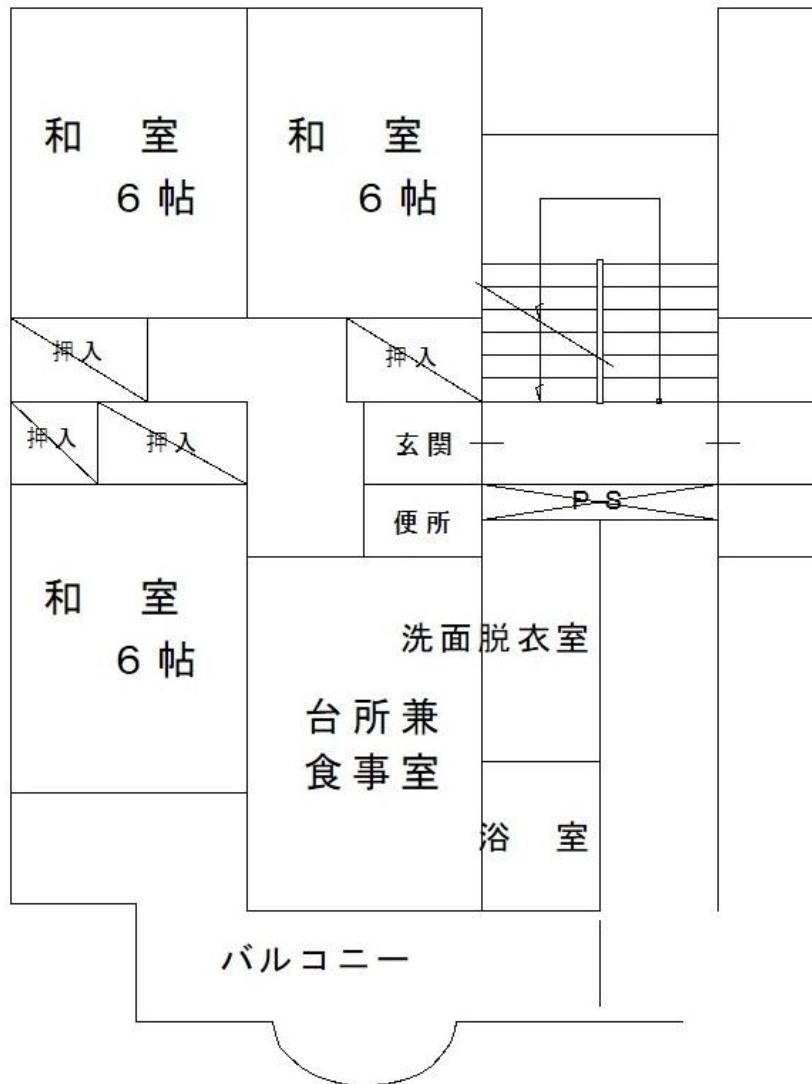 和 室
6 帖
和 室
6 帖
押入
押入
押入
押入
玄関
P S
便所
和 室
6 帖
洗面脱衣室
台所兼
食事室
浴 室
バルコニー